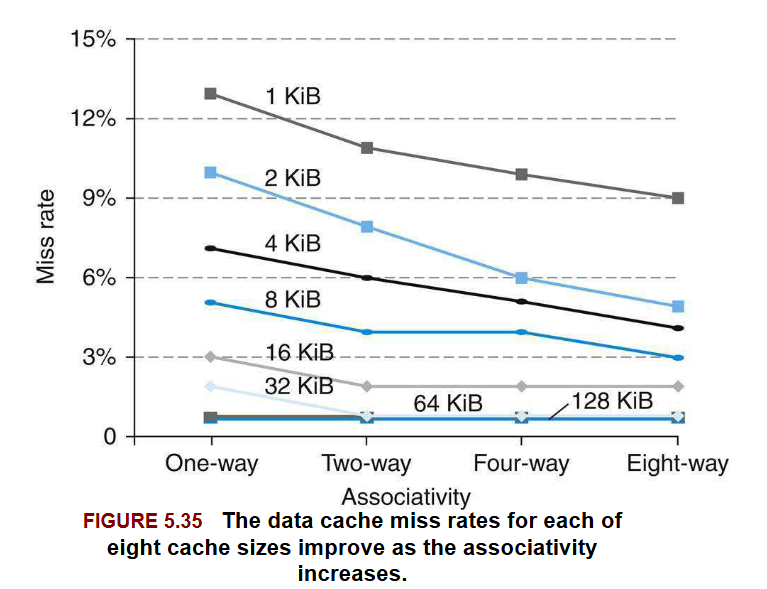 15%
1 KiB
12%
2 KiB
9%
4 KiB
Miss rate
6%
8 KiB
3%
16 KiB
32 KiB
64 KiB
128 KiB
0
One-way Two-way Four-way Eight-way
Associativity
FIGURE 5.35 The data cache miss rates for each of
eight cache sizes improve as the associativity
increases.